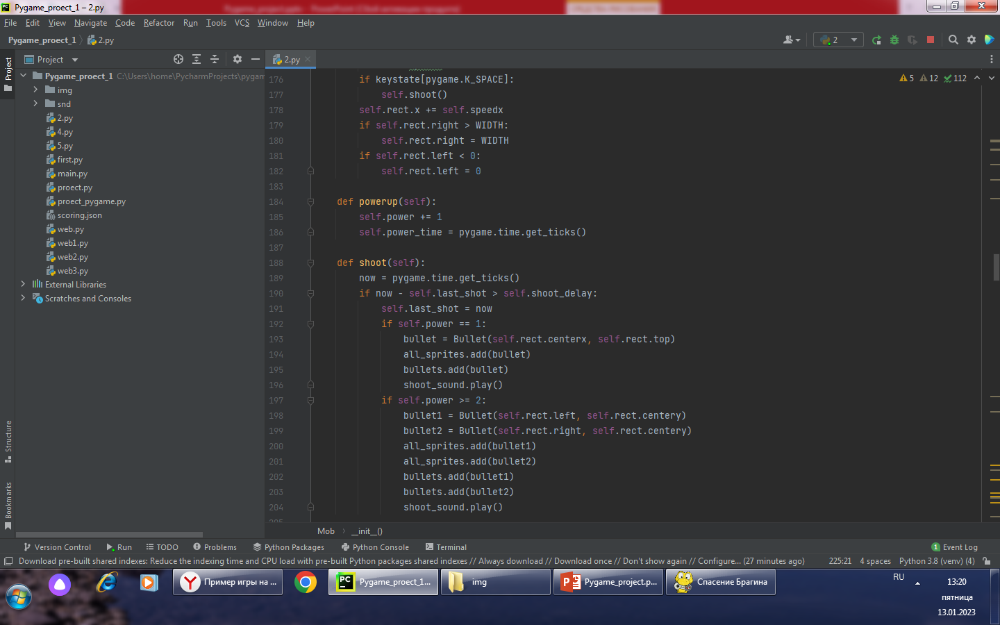 Pygame_proect_1 – 2.py
File Edit View Navigate Code Refactor Run Tools VCS Window Help
Pygame_proect_1 2.py
2
Project
2.py
Project
Pygame_proect_1 C:\Users\home\PycharmProjects\pygam
img
snd
2.py
4.py
5.py
first.py
main.py
proect.py
proect_pygame.py
scoring.json
web.py
web1.py
web2.py
web3.py
External Libraries
Scratches and Consoles
Structure
Bookmarks
5 12 112
176 if keystate[pygame.K_SPACE]:
177 self.shoot()
178 self.rect.x += self.speedx
179 if self.rect.right > WIDTH:
180 self.rect.right = WIDTH
181 if self.rect.left < 0:
182 self.rect.left = 0
183
184 def powerup(self):
185 self.power += 1
186 self.power_time = pygame.time.get_ticks()
187
188 def shoot(self):
189 now = pygame.time.get_ticks()
190 if now - self.last_shot > self.shoot_delay:
191 self.last_shot = now
192 if self.power == 1:
193 bullet = Bullet(self.rect.centerx, self.rect.top)
194 all_sprites.add(bullet)
195 bullets.add(bullet)
196 shoot_sound.play()
197 if self.power >= 2:
198 bullet1 = Bullet(self.rect.left, self.rect.centery)
199 bullet2 = Bullet(self.rect.right, self.rect.centery)
200 all_sprites.add(bullet1)
201 all_sprites.add(bullet2)
202 bullets.add(bullet1)
203 bullets.add(bullet2)
204 shoot_sound.play()
Mob __init__()
Version Control Run TODO Problems Python Packages Python Console Terminal 1 Event Log
Download pre-built shared indexes: Reduce the indexing time and CPU load with pre-built Python packages shared indexes // Always download // Download once // Don't show again // Configure... (27 minutes ago) 225:21 4 spaces Python 3.8 (venv) (4)
Пример игры на ... Pygame_proect_1... img Pygame_project.p... Спасение Брагина RU 13:20
пятница
13.01.2023